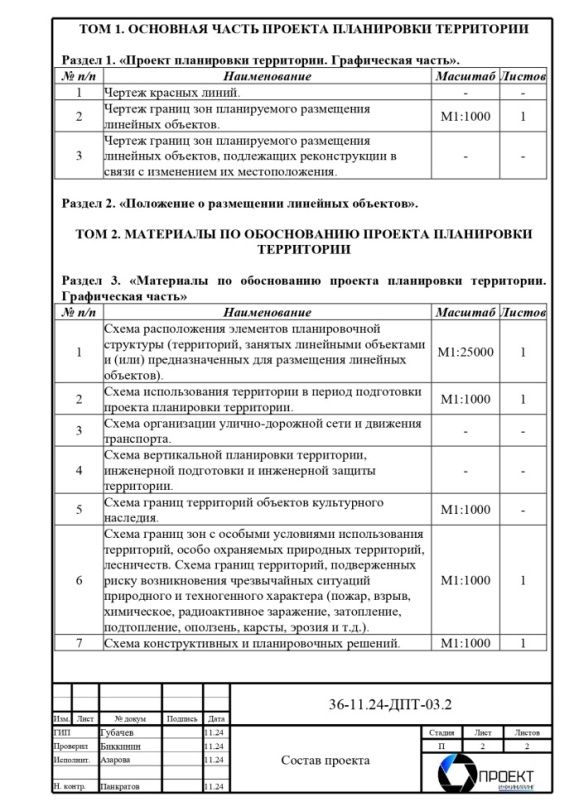 ТОМ 1. ОСНОВНАЯ ЧАСТЬ ПРОЕКТА ПЛАНИРОВКИ ТЕРРИТОРИИ
Раздел 1. «Проект планировки территории. Графическая часть».
№ п/п Наименование Масштаб Листов
1 Чертеж красных линий. - -
Чертеж границ зон планируемого размещения
2 линейных объектов. М1:1000 1
Чертеж границ зон планируемого размещения
3 линейных объектов, подлежащих реконструкции в - -
связи с изменением их местоположения.
Раздел 2. «Положение о размещении линейных объектов».
ТОМ 2. МАТЕРИАЛЫ ПО ОБОСНОВАНИЮ ПРОЕКТА ПЛАНИРОВКИ
ТЕРРИТОРИИ
Раздел 3. «Материалы по обоснованию проекта планировки территории.
Графическая часть»
№ п/п Наименование Масштаб Листов
Схема расположения элементов планировочной
1 структуры (территорий, занятых линейными объектами М1:25000 1
и (или) предназначенных для размещения линейных
объектов).
2 Схема использования территории в период подготовки М1:1000 1
проекта планировки территории.
3 Схема организации улично-дорожной сети и движения - -
транспорта.
Схема вертикальной планировки территории,
4 инженерной подготовки и инженерной защиты - -
территории.
5 Схема границ территорий объектов культурного М1:1000 -
наследия.
Схема границ зон с особыми условиями использования
территорий, особо охраняемых природных территорий,
лесничеств. Схема границ территорий, подверженных
6 риску возникновения чрезвычайных ситуаций М1:1000 1
природного и техногенного характера (пожар, взрыв,
химическое, радиоактивное заражение, затопление,
подтопление, оползень, карсты, эрозия и т.д.).
7 Схема конструктивных и планировочных решений. М1:1000 1
36-11.24-ДПТ-03.2
Изм. Лист № докум Подпись Дата
ГИП Губачев 11.24
Проверил Биккинин 11.24
Исполнит. Азарова 11.24
Н. контр. Панкратов 11.24
Состав проекта
Стадия Лист Листов
П 2 2
ПРОЕКТ
ИНЖИНИРИНГ